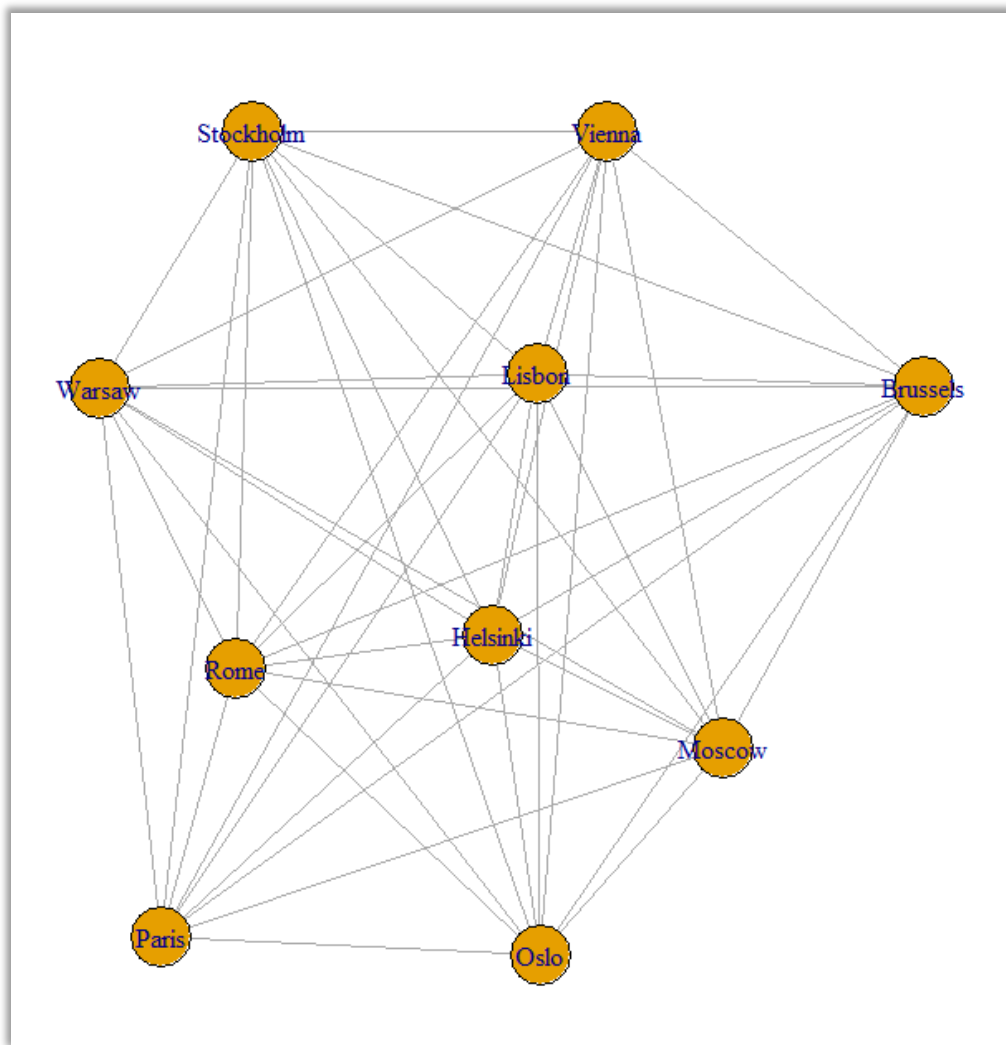 Stockholm
Vienna
Warsaw
Lisbon
Brussels
Rome
Helsinki
Moscow
Paris
Oslo